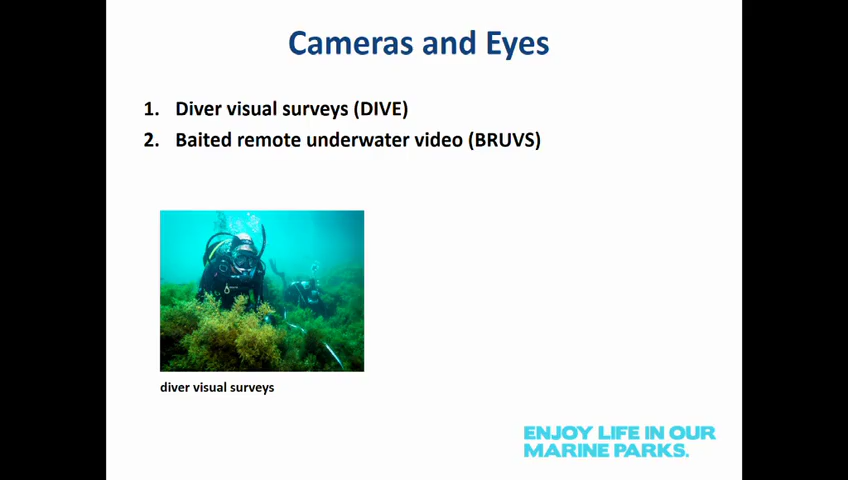 Cameras and Eyes
1. Diver visual surveys (DIVE)
2. Baited remote underwater video (BRUVS)
diver visual surveys
ENJOY LIFE IN OUR
MARINE PARKS.